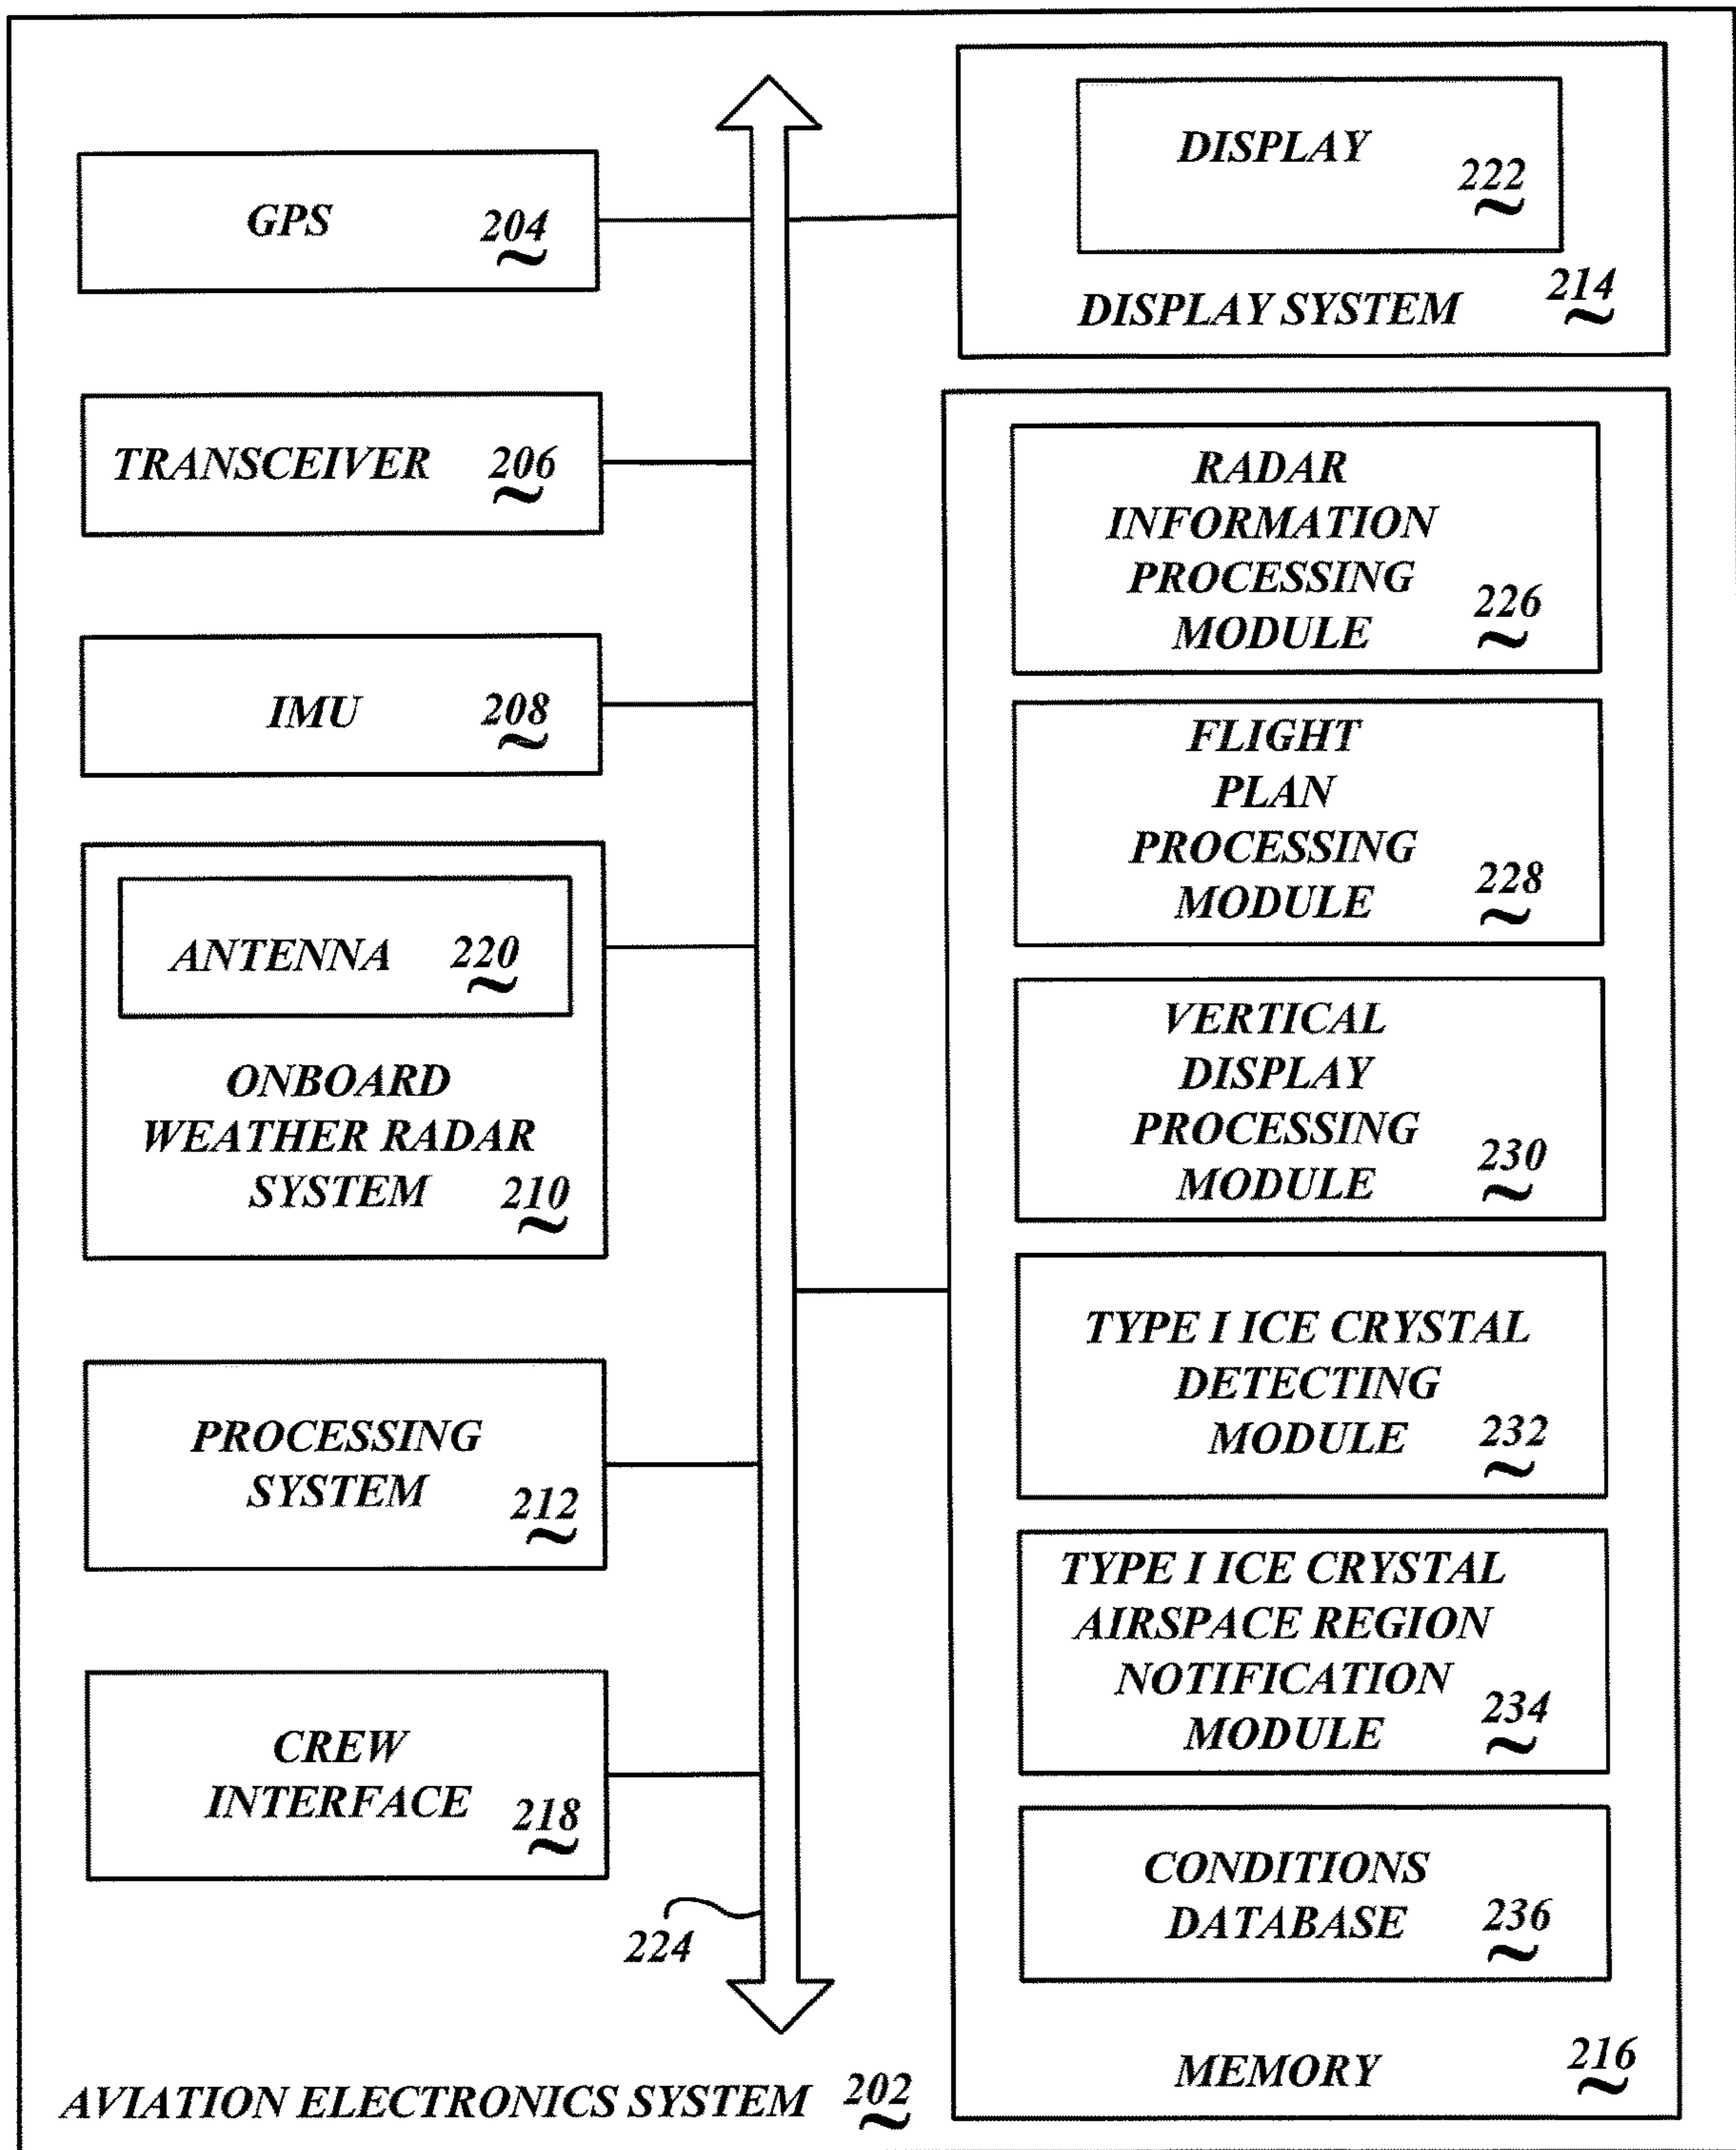 GPS 204
TRANSCEIVER 206
IMU 208
ANTENNA 220
ONBOARD
WEATHER RADAR
SYSTEM 210
PROCESSING
SYSTEM 212
CREW
INTERFACE 218
224
AVIATION ELECTRONICS SYSTEM 202
DISPLAY
222
DISPLAY SYSTEM 214
RADAR
INFORMATION
PROCESSING
MODULE 226
FLIGHT
PLAN
PROCESSING
MODULE 228
VERTICAL
DISPLAY
PROCESSING
MODULE 230
TYPE I ICE CRYSTAL
DETECTING
MODULE 232
TYPE I ICE CRYSTAL
AIRSPACE REGION
NOTIFICATION
MODULE 234
CONDITIONS
DATABASE 236
MEMORY 216